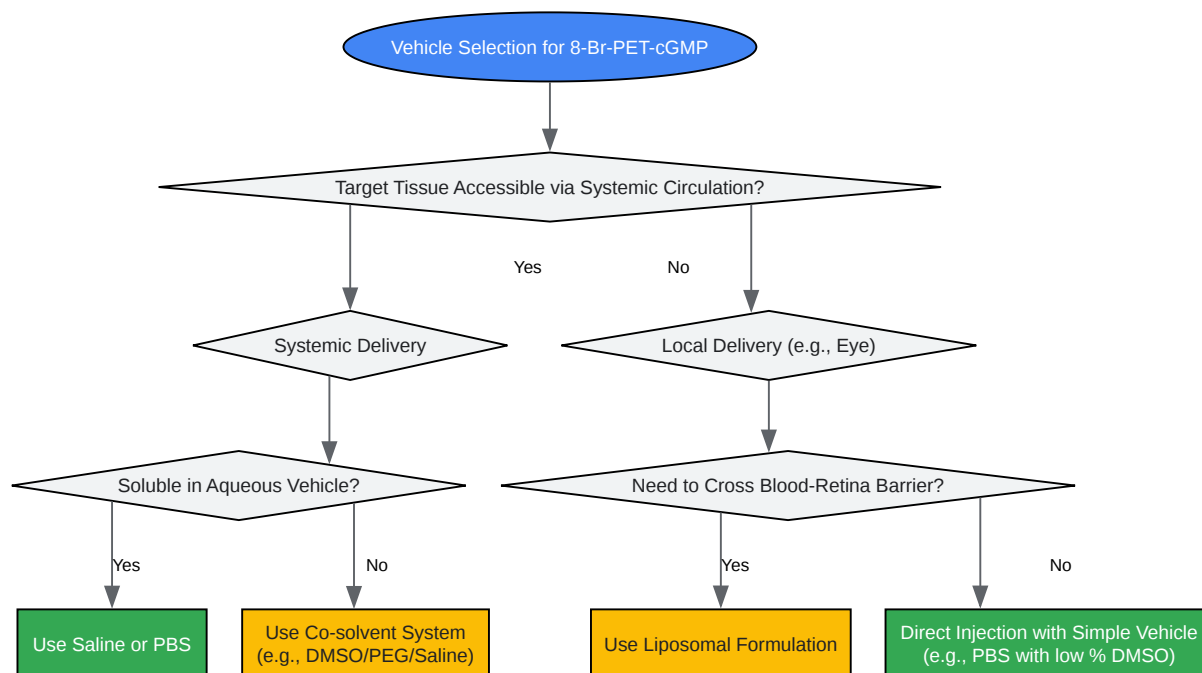 Vehicle Selection for 8-Br-PET-cGMP
Target Tissue Accessible via Systemic Circulation?
Yes
No
Systemic Delivery
Local Delivery (e.g., Eye)
Soluble in Aqueous Vehicle?
Need to Cross Blood-Retina Barrier?
Yes
No
Yes
No
Use Saline or PBS
Use Co-solvent System
(e.g., DMSO/PEG/Saline)
Use Liposomal Formulation
Direct Injection with Simple Vehicle
(e.g., PBS with low % DMSO)